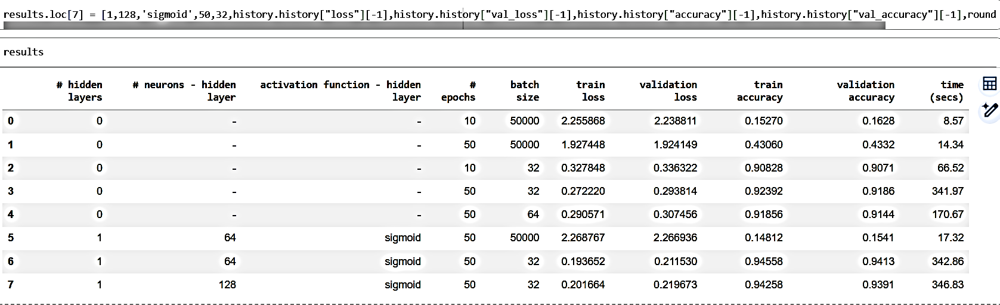 results.loc[7] = [1,128,'sigmoid',50,32,history.history["loss"][-1],history.history["val_loss"][-1],history.history["accuracy"][-1],history.history["val_accuracy"][-1],round
results
# hidden layers # neurons - hidden layer activation function - hidden layer # epochs batch size train loss validation loss train accuracy validation accuracy time (secs)
0 0 - - 10 50000 2.255868 2.238811 0.15270 0.1628 8.57
1 0 - - 50 50000 1.927448 1.924149 0.43060 0.4332 14.34
2 0 - - 10 32 0.327848 0.336322 0.90828 0.9071 66.52
3 0 - - 50 32 0.272220 0.293814 0.92392 0.9186 341.97
4 0 - - 50 64 0.290571 0.307456 0.91856 0.9144 170.67
5 1 64 sigmoid 50 50000 2.268767 2.266936 0.14812 0.1541 17.32
6 1 64 sigmoid 50 32 0.193652 0.211530 0.94558 0.9413 342.86
7 1 128 sigmoid 50 32 0.201664 0.219673 0.94258 0.9391 346.83